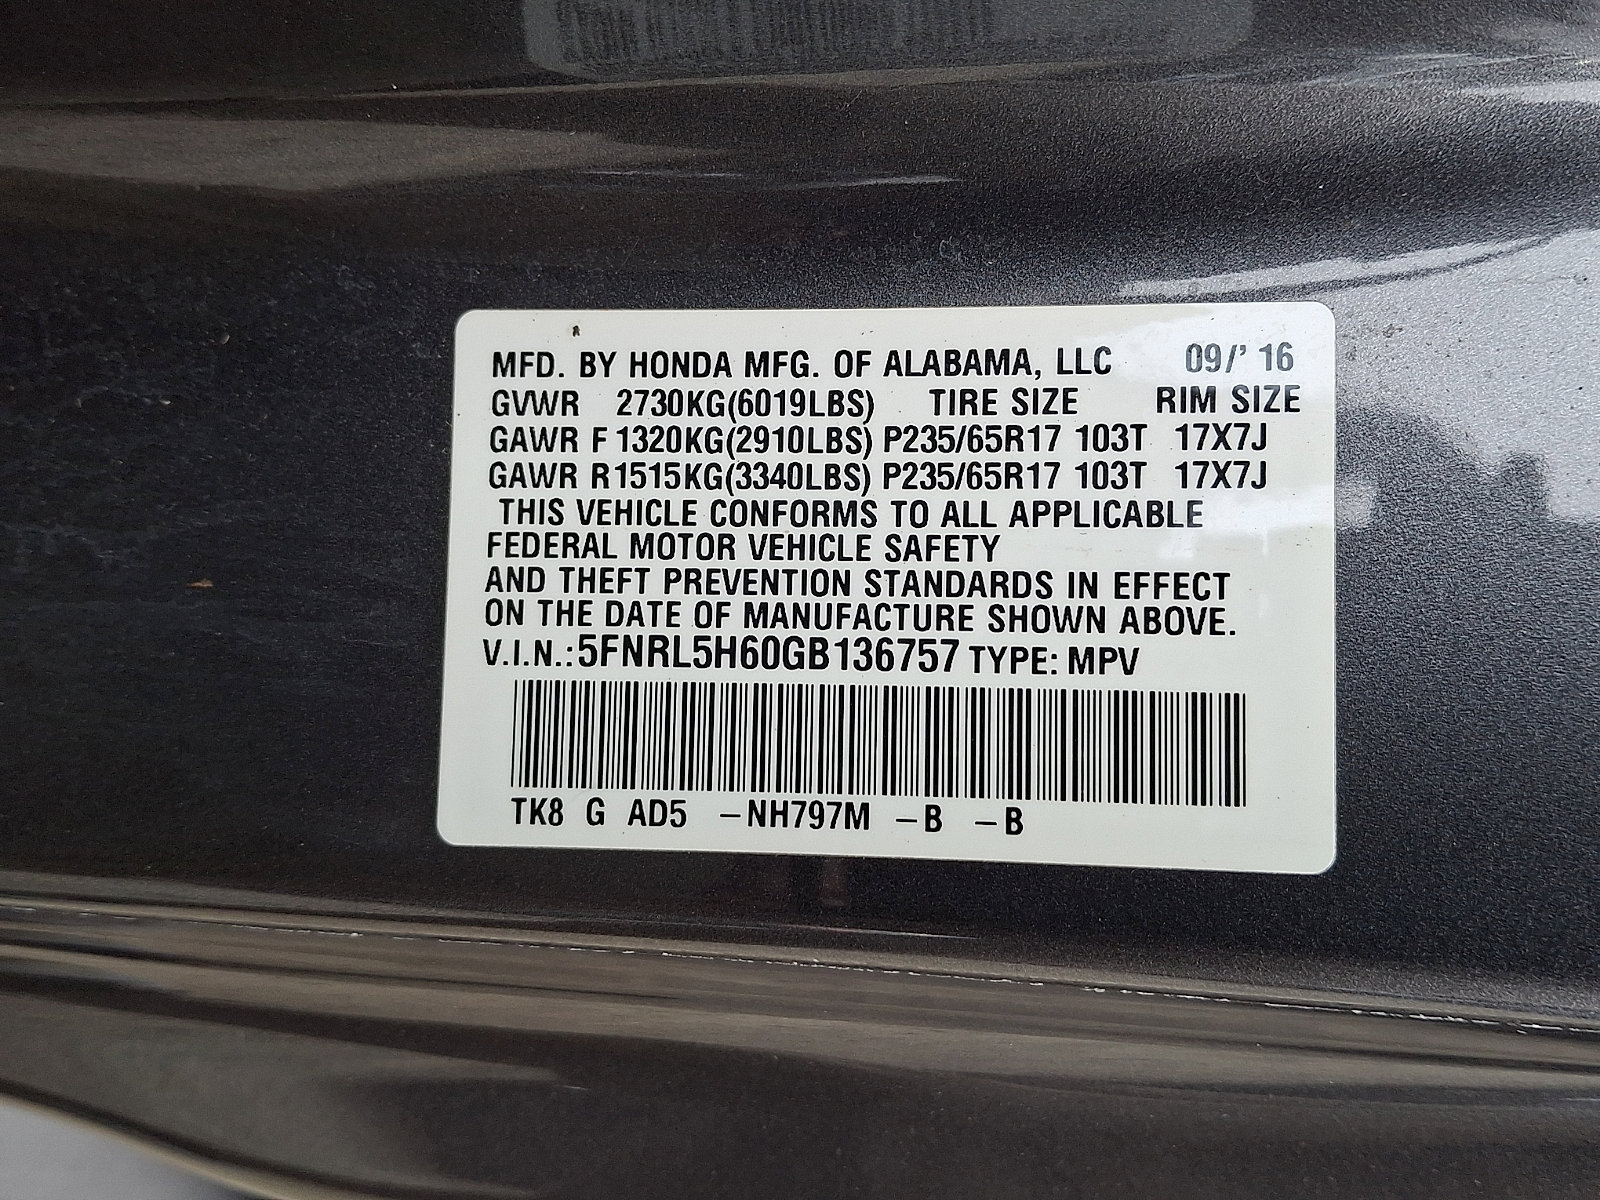 MFD. BY HONDA MFG. OF ALABAMA, LLC 09/' 16
GVWR 2730KG(6019LBS) TIRE SIZE RIM SIZE
GAWR F 1320KG(2910LBS) P235/65R17 103T 17X7J
GAWR R1515KG(3340LBS) P235/65R17 103T 17X7J
THIS VEHICLE CONFORMS TO ALL APPLICABLE
FEDERAL MOTOR VEHICLE SAFETY
AND THEFT PREVENTION STANDARDS IN EFFECT
ON THE DATE OF MANUFACTURE SHOWN ABOVE.
V.I.N.:5FNRL5H60GB136757 TYPE: MPV
TK8 G AD5 -NH797M -B -B